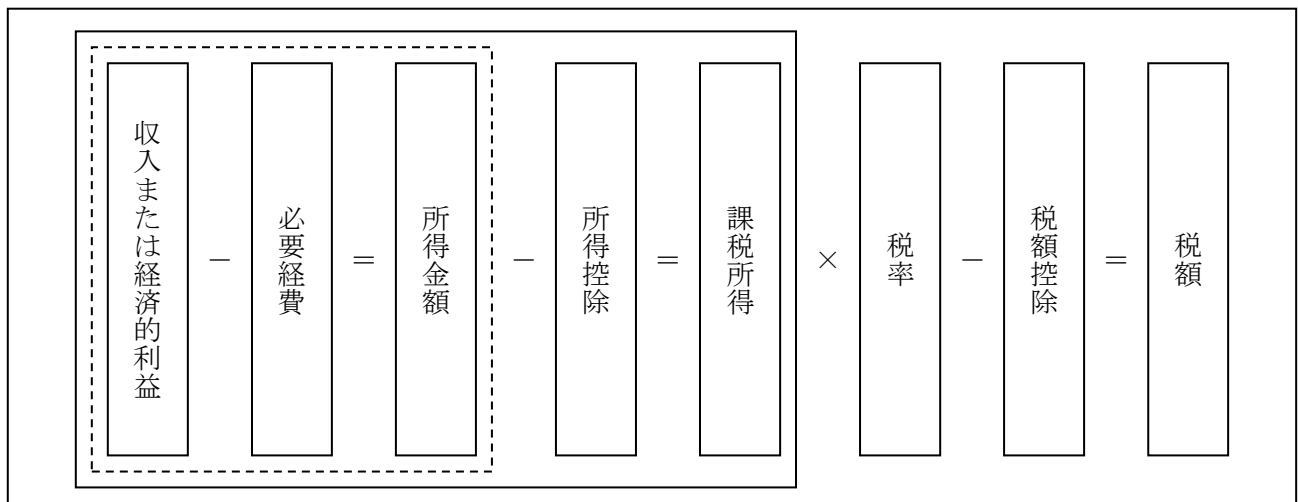 収入または経済的利益
－
必要経費
＝
所得金額
－
所得控除
＝
課税所得
×
税率
－
税額控除
＝
税額